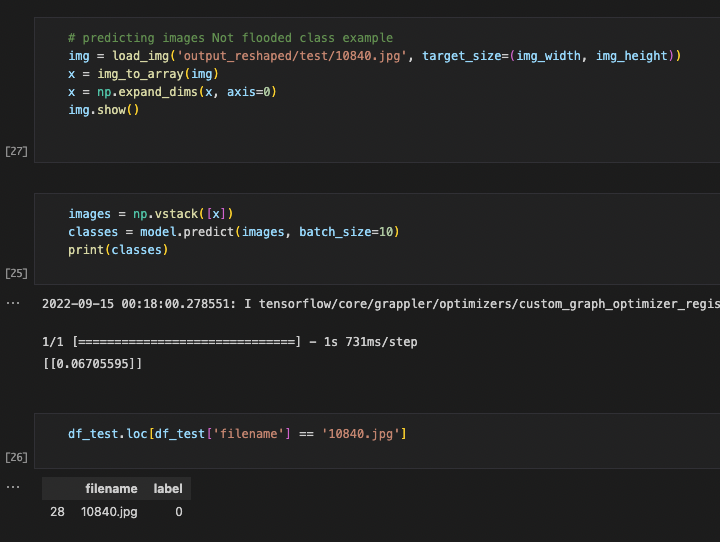 # predicting images Not flooded class example
img = load_img('output_reshaped/test/10840.jpg', target_size=(img_width, img_height))
x = img_to_array(img)
x = np.expand_dims(x, axis=0)
img.show()
[27]
images = np.vstack([x])
classes = model.predict(images, batch_size=10)
print(classes)
[25]
... 2022-09-15 00:18:00.278551: I tensorflow/core/grappler/optimizers/custom_graph_optimizer_regis
1/1 [==============================] - 1s 731ms/step
[[0.06705595]]
df_test.loc[df_test['filename'] == '10840.jpg']
[26]
...
filename label
28 10840.jpg 0